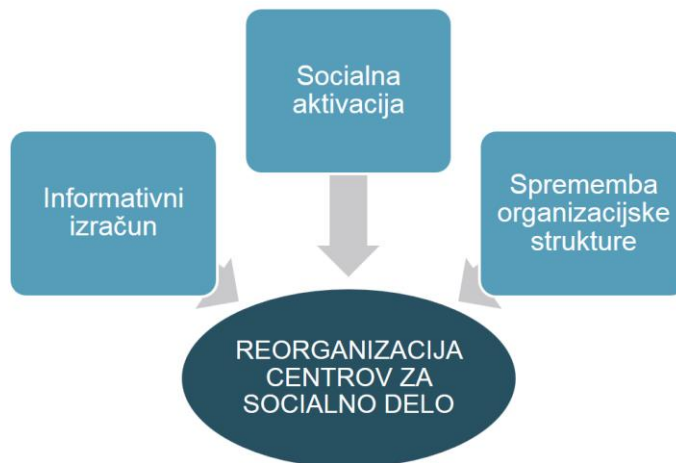 Socialna
aktivacija
Informativni
izračun
Sprememba
organizacijske
strukture
REORGANIZACIJA
CENTROV ZA
SOCIALNO DELO